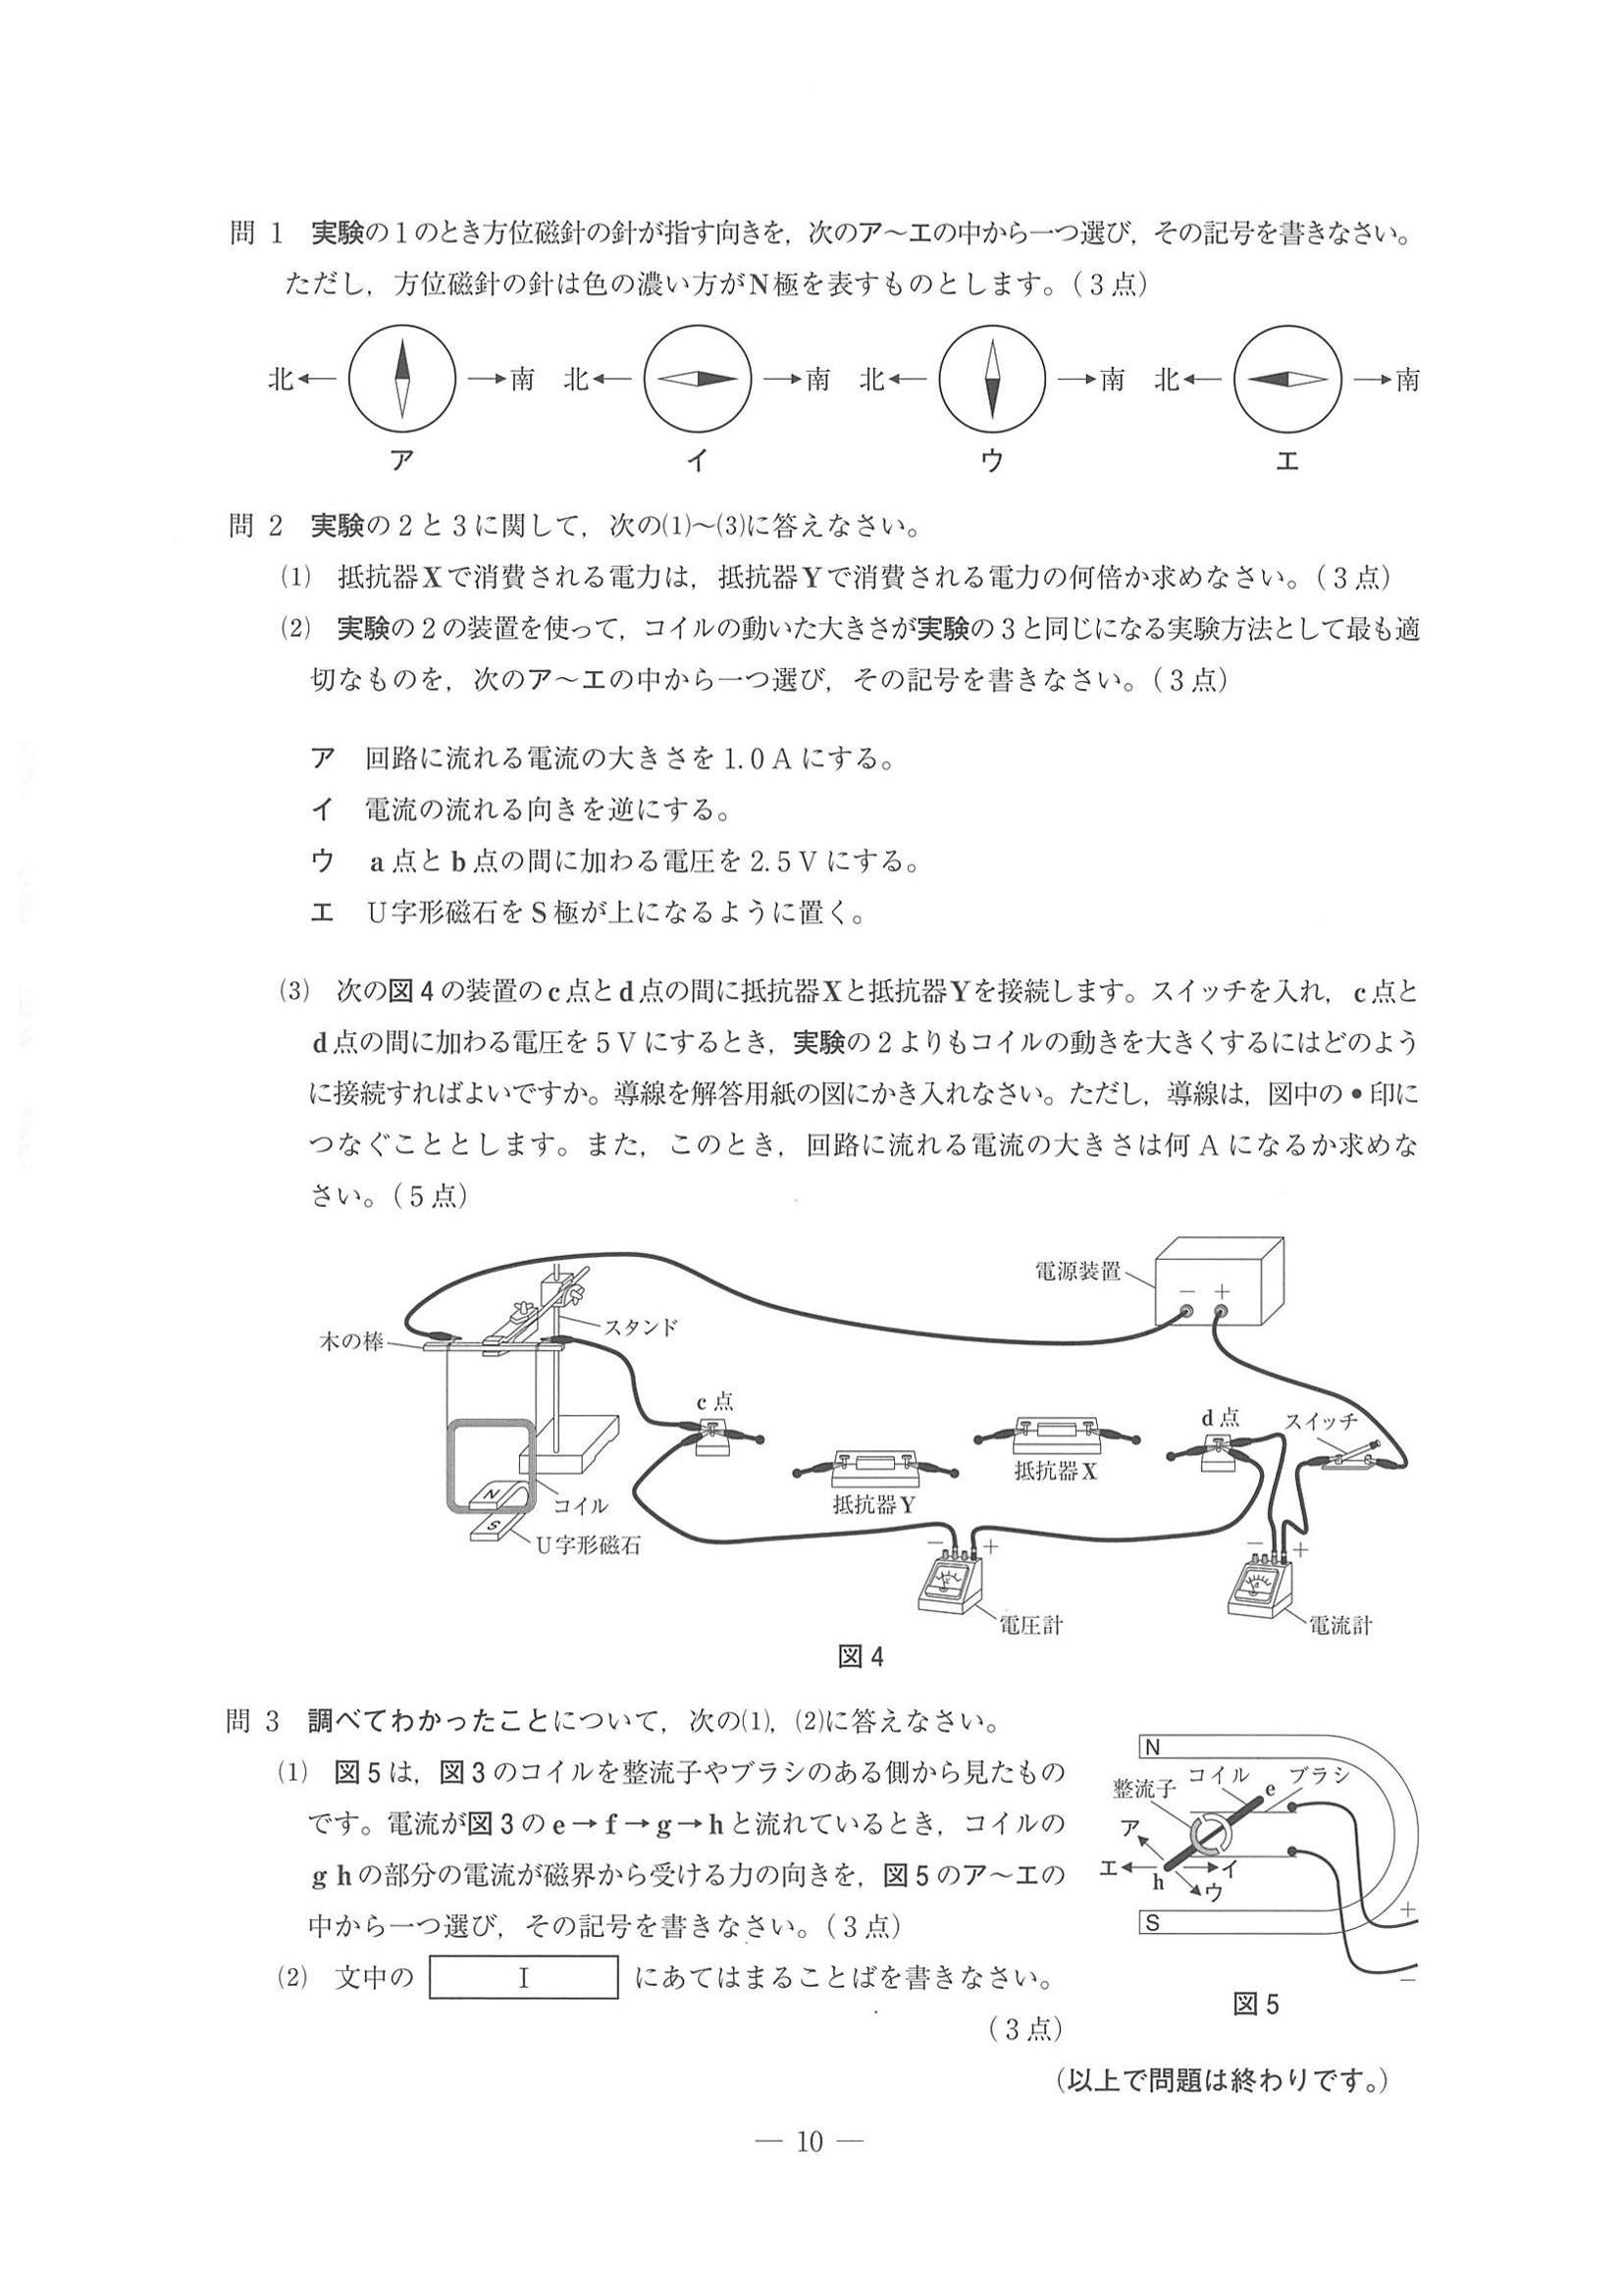 問 1　実験の1のとき方位磁針の針が指す向きを，次のア〜エの中から一つ選び，その記号を書きなさい。
ただし，方位磁針の針は色の濃い方がN極を表すものとします。（3点）
北 南 北 南 北 南 北 南
ア イ ウ エ
問 2　実験の2と3に関して，次の(1)〜(3)に答えなさい。
(1)　抵抗器Xで消費される電力は，抵抗器Yで消費される電力の何倍か求めなさい。（3点）
(2)　実験の2の装置を使って，コイルの動いた大きさが実験の3と同じになる実験方法として最も適
切なものを，次のア〜エの中から一つ選び，その記号を書きなさい。（3点）
ア　回路に流れる電流の大きさを1.0Aにする。
イ　電流の流れる向きを逆にする。
ウ　a点とb点の間に加わる電圧を2.5Vにする。
エ　U字形磁石をS極が上になるように置く。
(3)　次の図4の装置のc点とd点の間に抵抗器Xと抵抗器Yを接続します。スイッチを入れ，c点と
d点の間に加わる電圧を5Vにするとき，実験の2よりもコイルの動きを大きくするにはどのよう
に接続すればよいですか。導線を解答用紙の図にかき入れなさい。ただし，導線は，図中の●印に
つなぐこととします。また，このとき，回路に流れる電流の大きさは何Aになるか求めな
さい。（5点）
電源装置
− +
スタンド
木の棒
c点
d点
スイッチ
抵抗器X
抵抗器Y
N
コイル
S
U字形磁石
− +
− +
電圧計
電流計
図4
問 3　調べてわかったことについて，次の(1)，(2)に答えなさい。
(1)　図5は，図3のコイルを整流子やブラシのある側から見たもの
です。電流が図3のe→f→g→hと流れているとき，コイルの
ghの部分の電流が磁界から受ける力の向きを，図5のア〜エの
中から一つ選び，その記号を書きなさい。（3点）
(2)　文中の I にあてはまることばを書きなさい。
（3点）
N
整流子
コイル
e
ブラシ
ア
エ
イ
h
ウ
S
+
−
図5
（以上で問題は終わりです。）
— 10 —